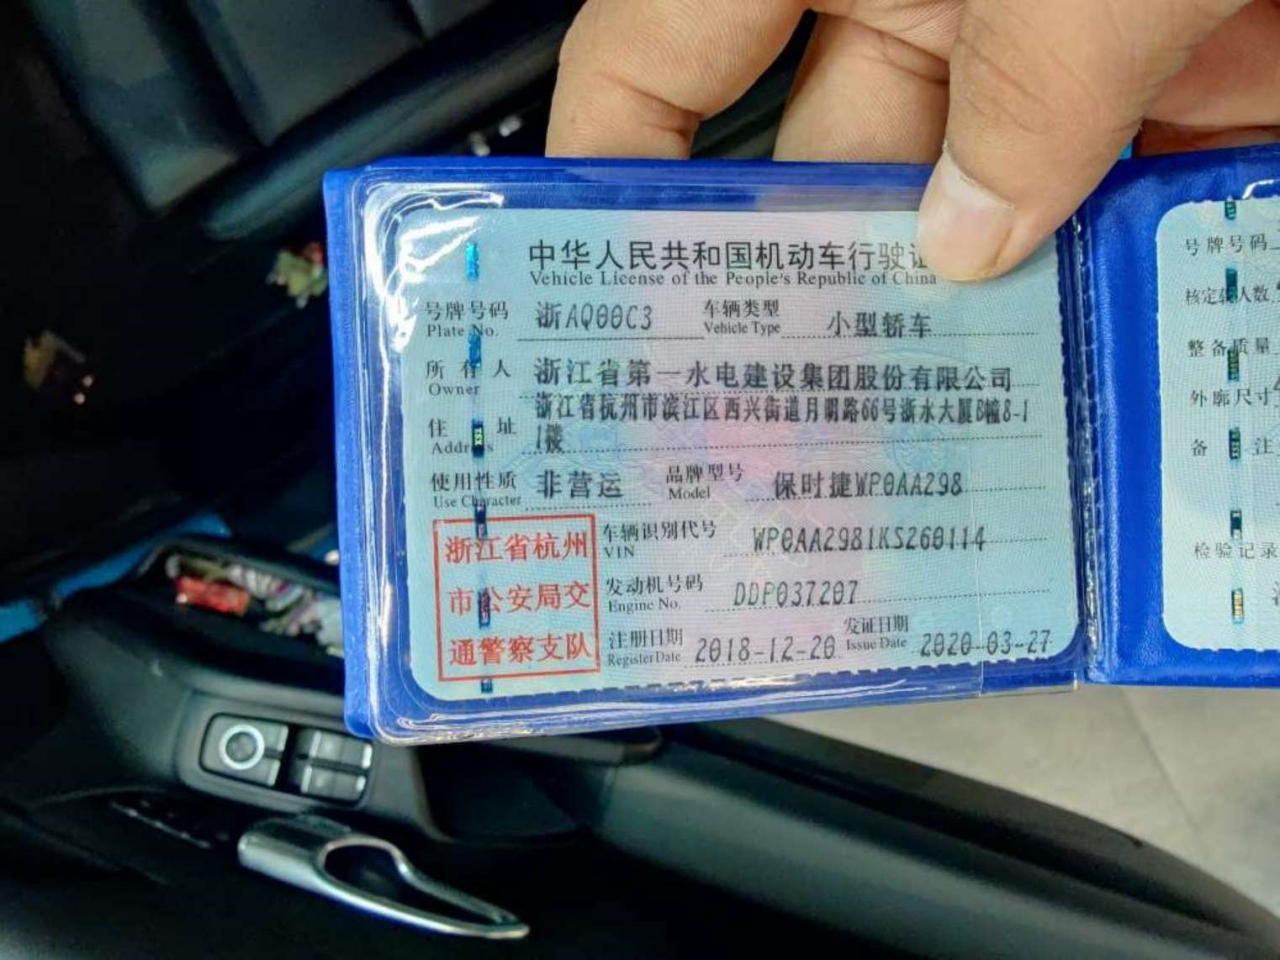 中华人民共和国机动车行驶证
Vehicle License of the People's Republic of China
号牌号码 浙AQ00C3 车辆类型 小型轿车
Plate No. Vehicle Type
所有人 浙江省第一水电建设集团股份有限公司
Owner
住址 浙江省杭州市滨江区西兴街道月明路66号浙水大厦B幢8-1
Address 1楼
使用性质 非营运 品牌型号 保时捷WP0AA298
Use Character Model
浙江省杭州
市公安局交
通警察支队
车辆识别代号 WP0AA2981KS260114
VIN
发动机号码 DDP037207
Engine No.
注册日期 2018-12-20 发证日期 2020-03-27
Register Date Issue Date
号牌号码
核定载人数
整备质量
外廓尺寸
备注
检验记录